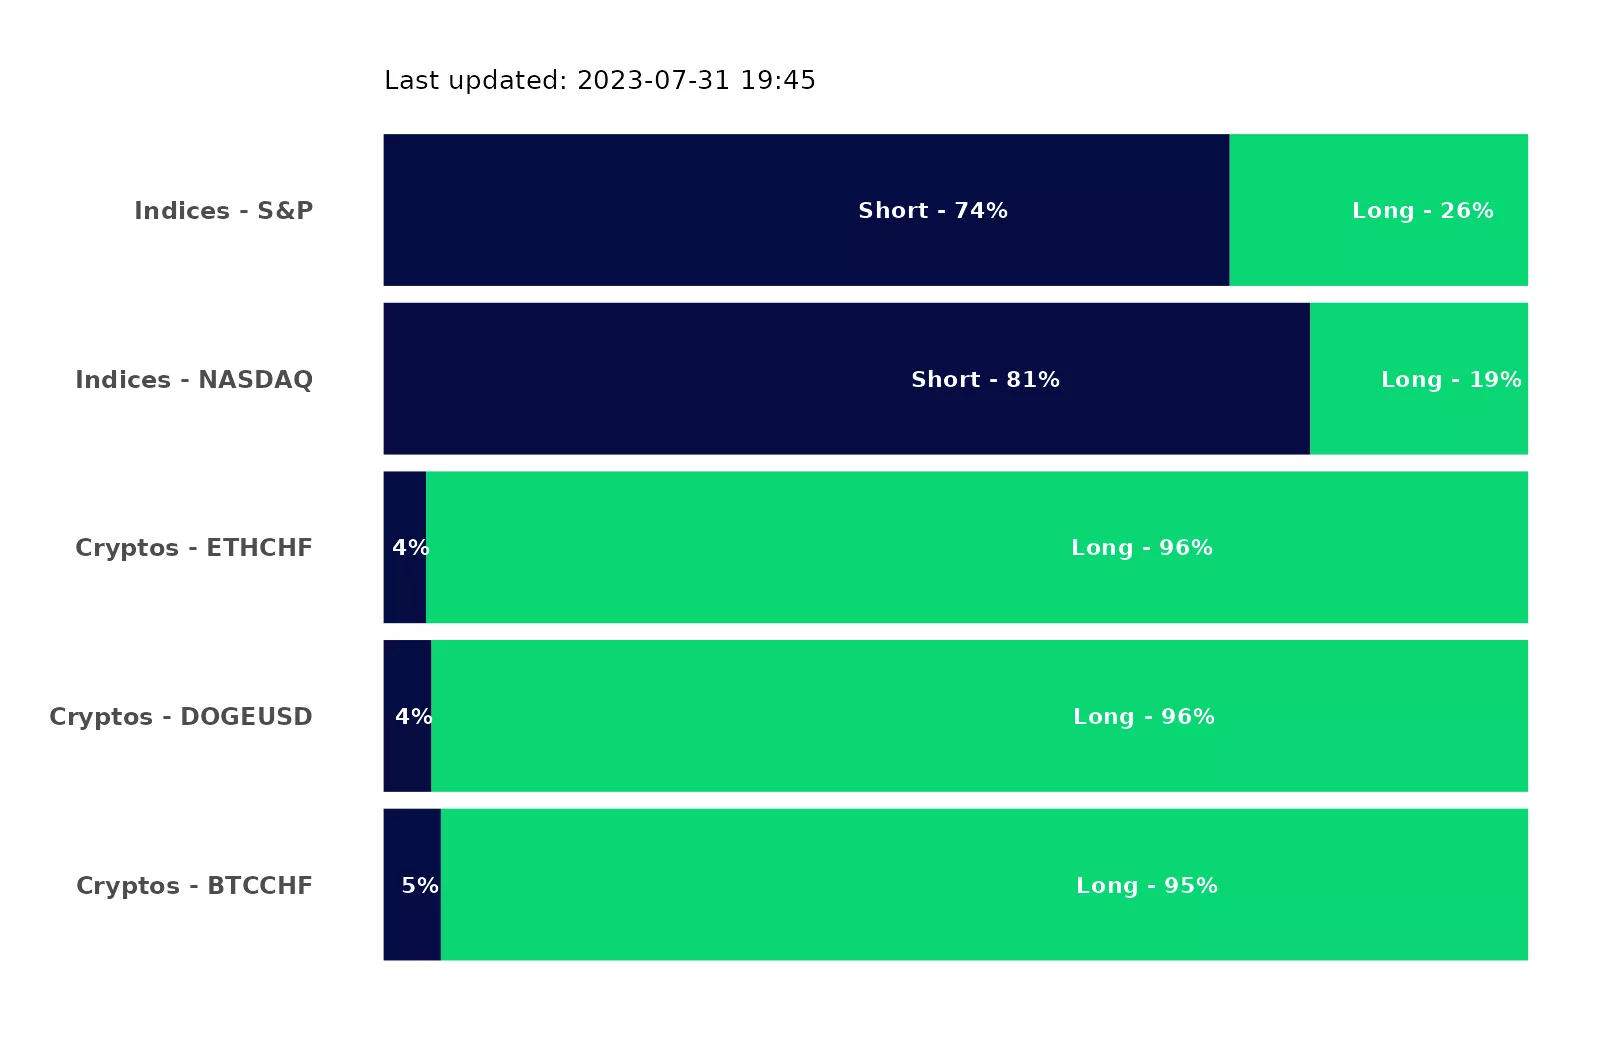 Last updated: 2023-07-31 19:45
Indices - S&P Short - 74% Long - 26%
Indices - NASDAQ Short - 81% Long - 19%
Cryptos - ETHCHF 4% Long - 96%
Cryptos - DOGEUSD 4% Long - 96%
Cryptos - BTCCHF 5% Long - 95%